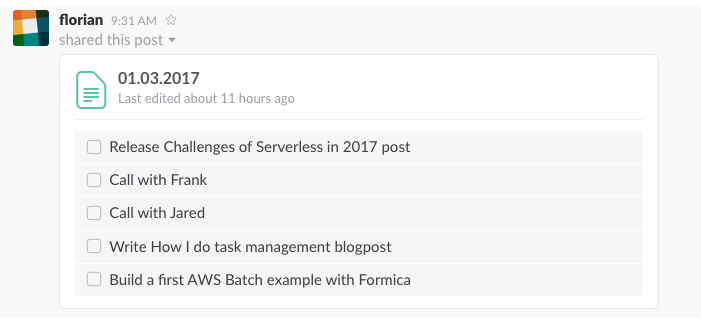 florian 9:31 AM
shared this post
01.03.2017
Last edited about 11 hours ago
Release Challenges of Serverless in 2017 post
Call with Frank
Call with Jared
Write How I do task management blogpost
Build a first AWS Batch example with Formica